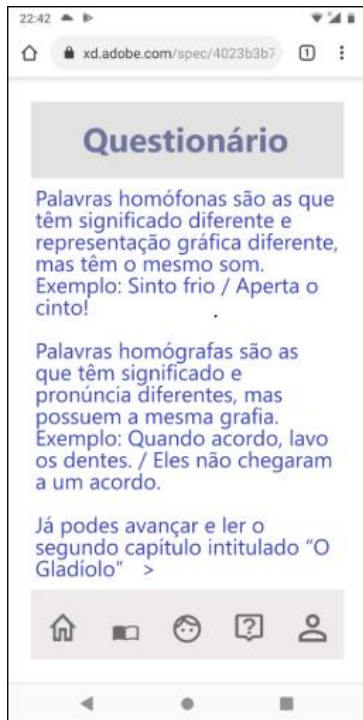 22:42
xd.adobe.com/spec/4023b3b7
1
Questionário
Palavras homófonas são as que
têm significado diferente e
representação gráfica diferente,
mas têm o mesmo som.
Exemplo: Sinto frio / Aperta o
cinto!
Palavras homógrafas são as
que têm significado e
pronúncia diferentes, mas
possuem a mesma grafia.
Exemplo: Quando acordo, lavo
os dentes. / Eles não chegaram
a um acordo.
Já podes avançar e ler o
segundo capítulo intitulado “O
Gladíolo” >